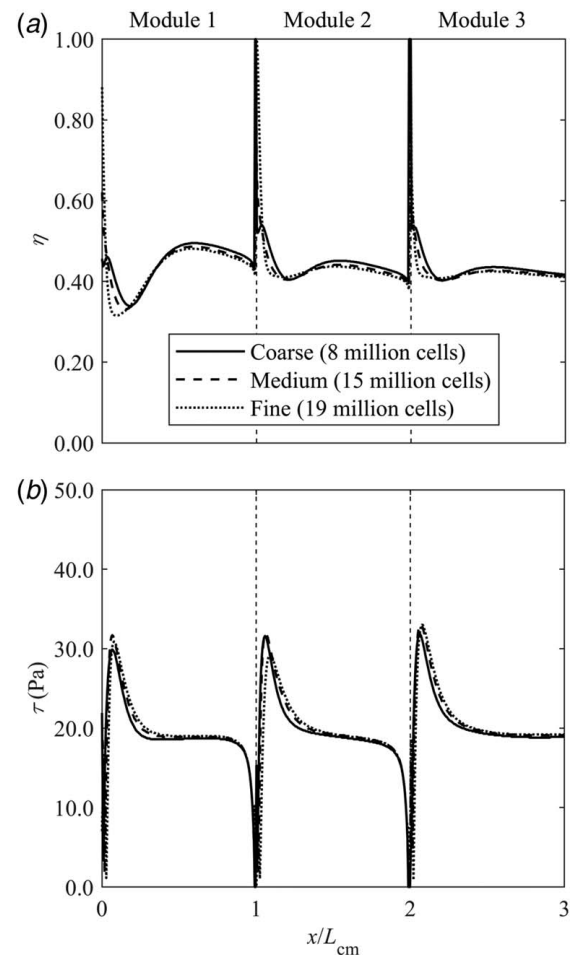 (a) Module 1 Module 2 Module 3
1.00
0.80
0.60
η
0.40
Coarse (8 million cells)
Medium (15 million cells)
Fine (19 million cells)
0.20
0.00
(b)
50.0
40.0
30.0
τ (Pa)
20.0
10.0
0.0
0 1 2 3
x/Lcm